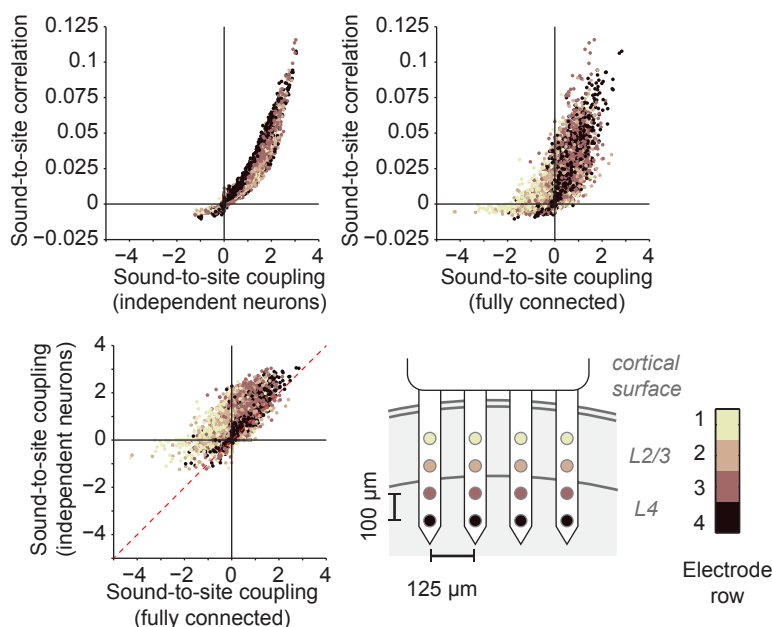 Sound-to-site correlation
0.125
0.1
0.075
0.05
0.025
0
−0.025
−4
−2
0
2
4
Sound-to-site coupling
(independent neurons)
Sound-to-site correlation
0.125
0.1
0.075
0.05
0.025
0
−0.025
−4
−2
0
2
4
Sound-to-site coupling
(fully connected)
Sound-to-site coupling
(independent neurons)
4
2
0
−2
−4
−4
−2
0
2
4
Sound-to-site coupling
(fully connected)
cortical
surface
L2/3
L4
100 µm
125 µm
1
2
3
4
Electrode
row